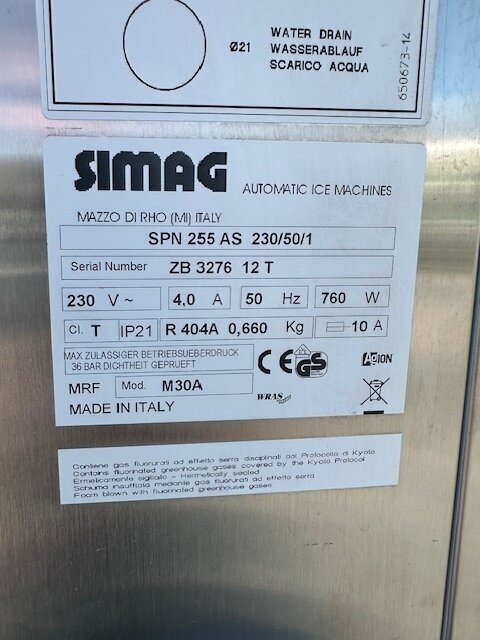 Ø21
WATER DRAIN
WASSERABLAUF
SCARICO ACQUA
650673-14
SIMAG AUTOMATIC ICE MACHINES
MAZZO DI RHO (MI) ITALY
SPN 255 AS 230/50/1
Serial Number ZB 3276 12 T
230 V ~ 4,0 A 50 Hz 760 W
Cl. T IP21 R 404A 0,660 Kg 10 A
MAX ZULASSIGER BETRIEBSUEBERDRUCK
36 BAR DICHTHEIT GEPRUEFT
CE GS AgION
MRF Mod. M30A WRAS
MADE IN ITALY
Contiene gas fluorurati ad effetto serra disciplinati dal Protocollo di Kyoto
Contains fluorinated greenhouse gases covered by the Kyoto Protocol
Ermeticamente sigillato - Hermetically sealed
Schiuma insufflata mediante gas fluorurati ad effetto serra
Foam blown with fluorinated greenhouse gases